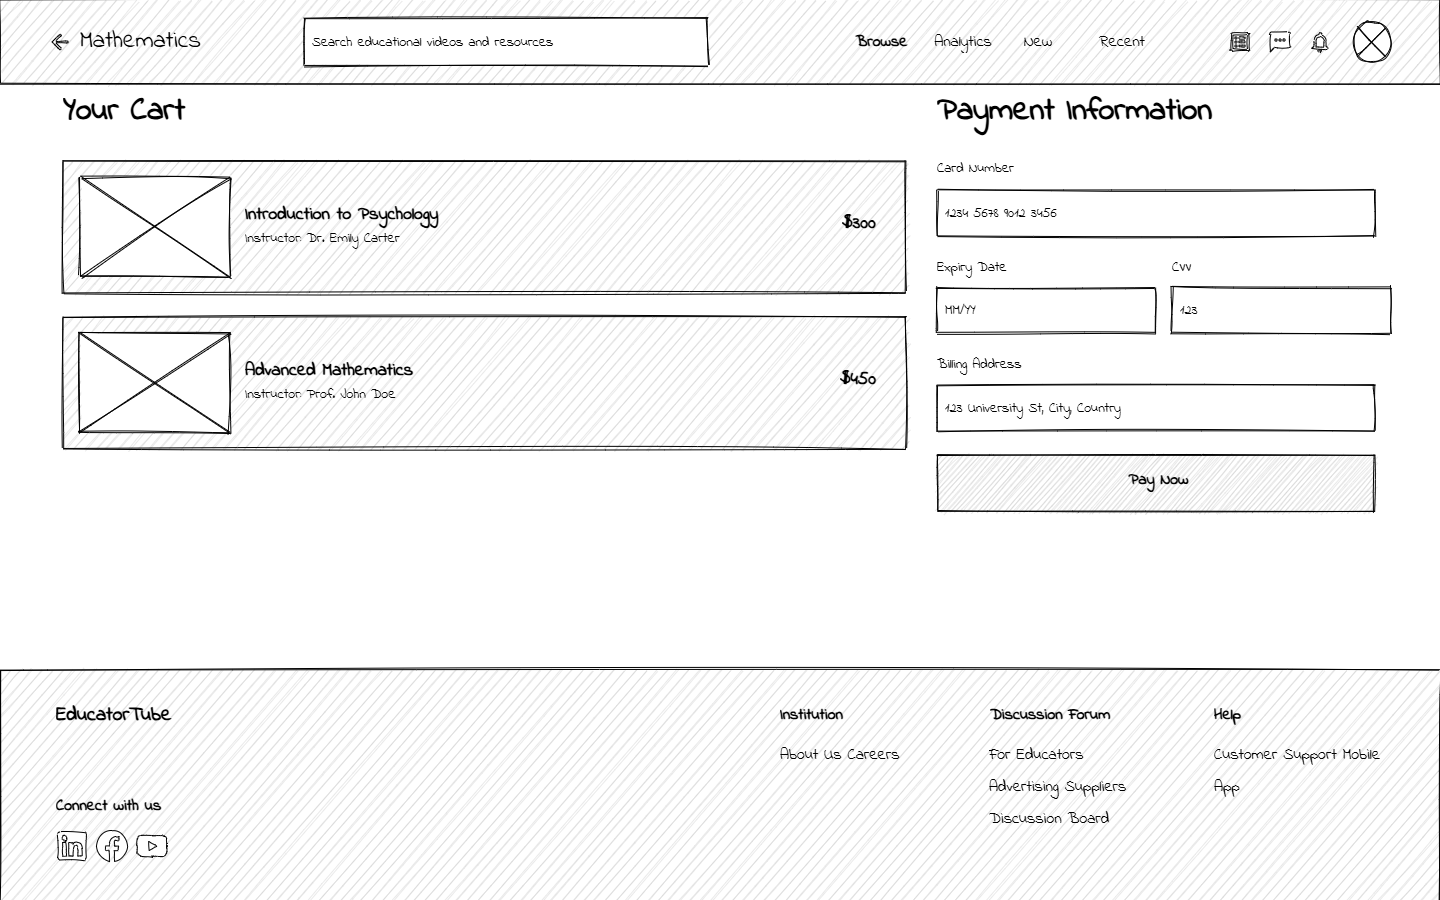 Mathematics
Search educational videos and resources
Browse Analytics New Recent
Your Cart
Introduction to Psychology
Instructor: Dr. Emily Carter
$300
Advanced Mathematics
Instructor: Prof. John Doe
$450
Payment Information
Card Number
1234 5678 9012 3456
Expiry Date CVV
MM/YY 123
Billing Address
123 University St, City, Country
Pay Now
EducatorTube
Connect with us
Institution
About Us Careers
Discussion Forum
For Educators
Advertising Suppliers
Discussion Board
Help
Customer Support Mobile
App